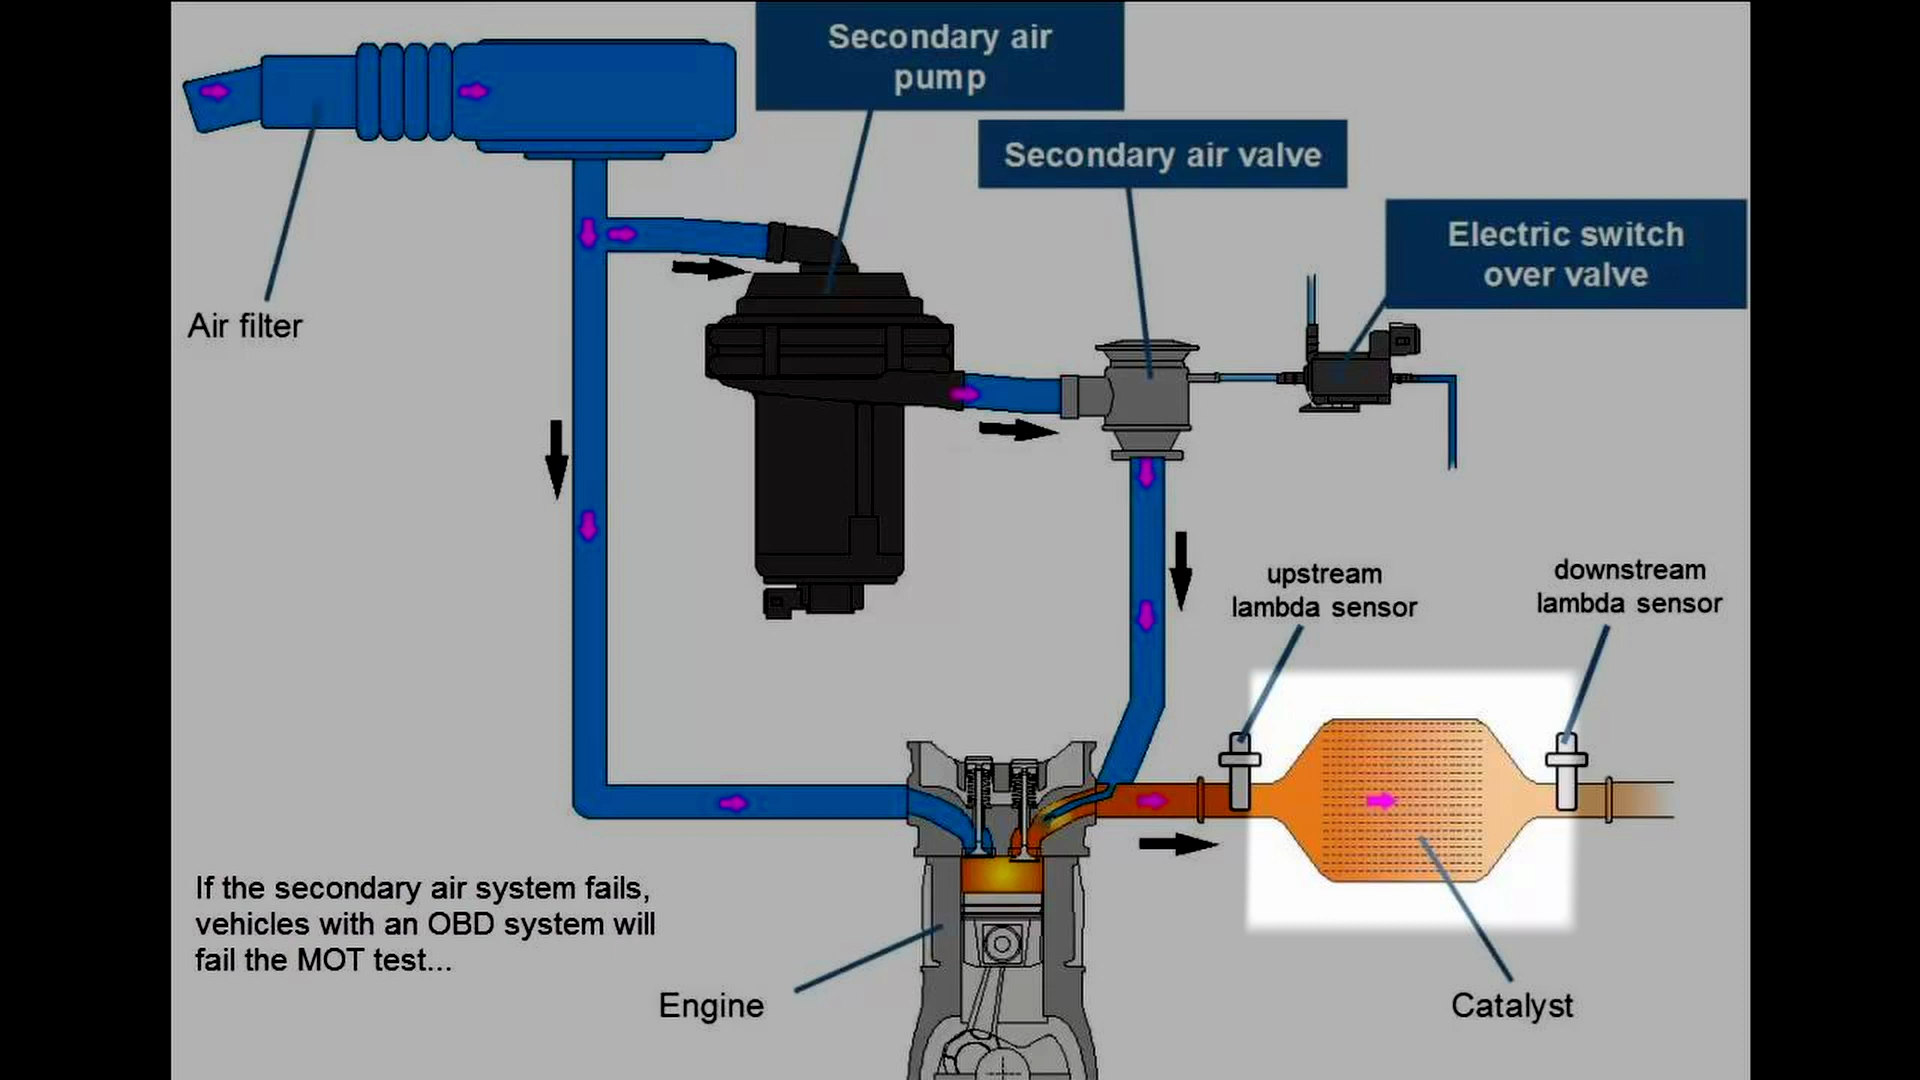 Secondary air
pump
Secondary air valve
Electric switch
over valve
Air filter
upstream
lambda sensor
downstream
lambda sensor
If the secondary air system fails,
vehicles with an OBD system will
fail the MOT test...
Engine
Catalyst